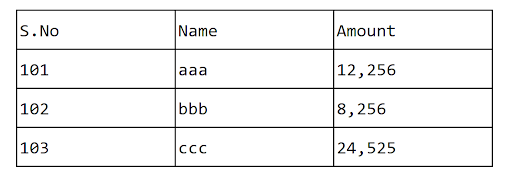 S.No Name Amount
101 aaa 12,256
102 bbb 8,256
103 ccc 24,525